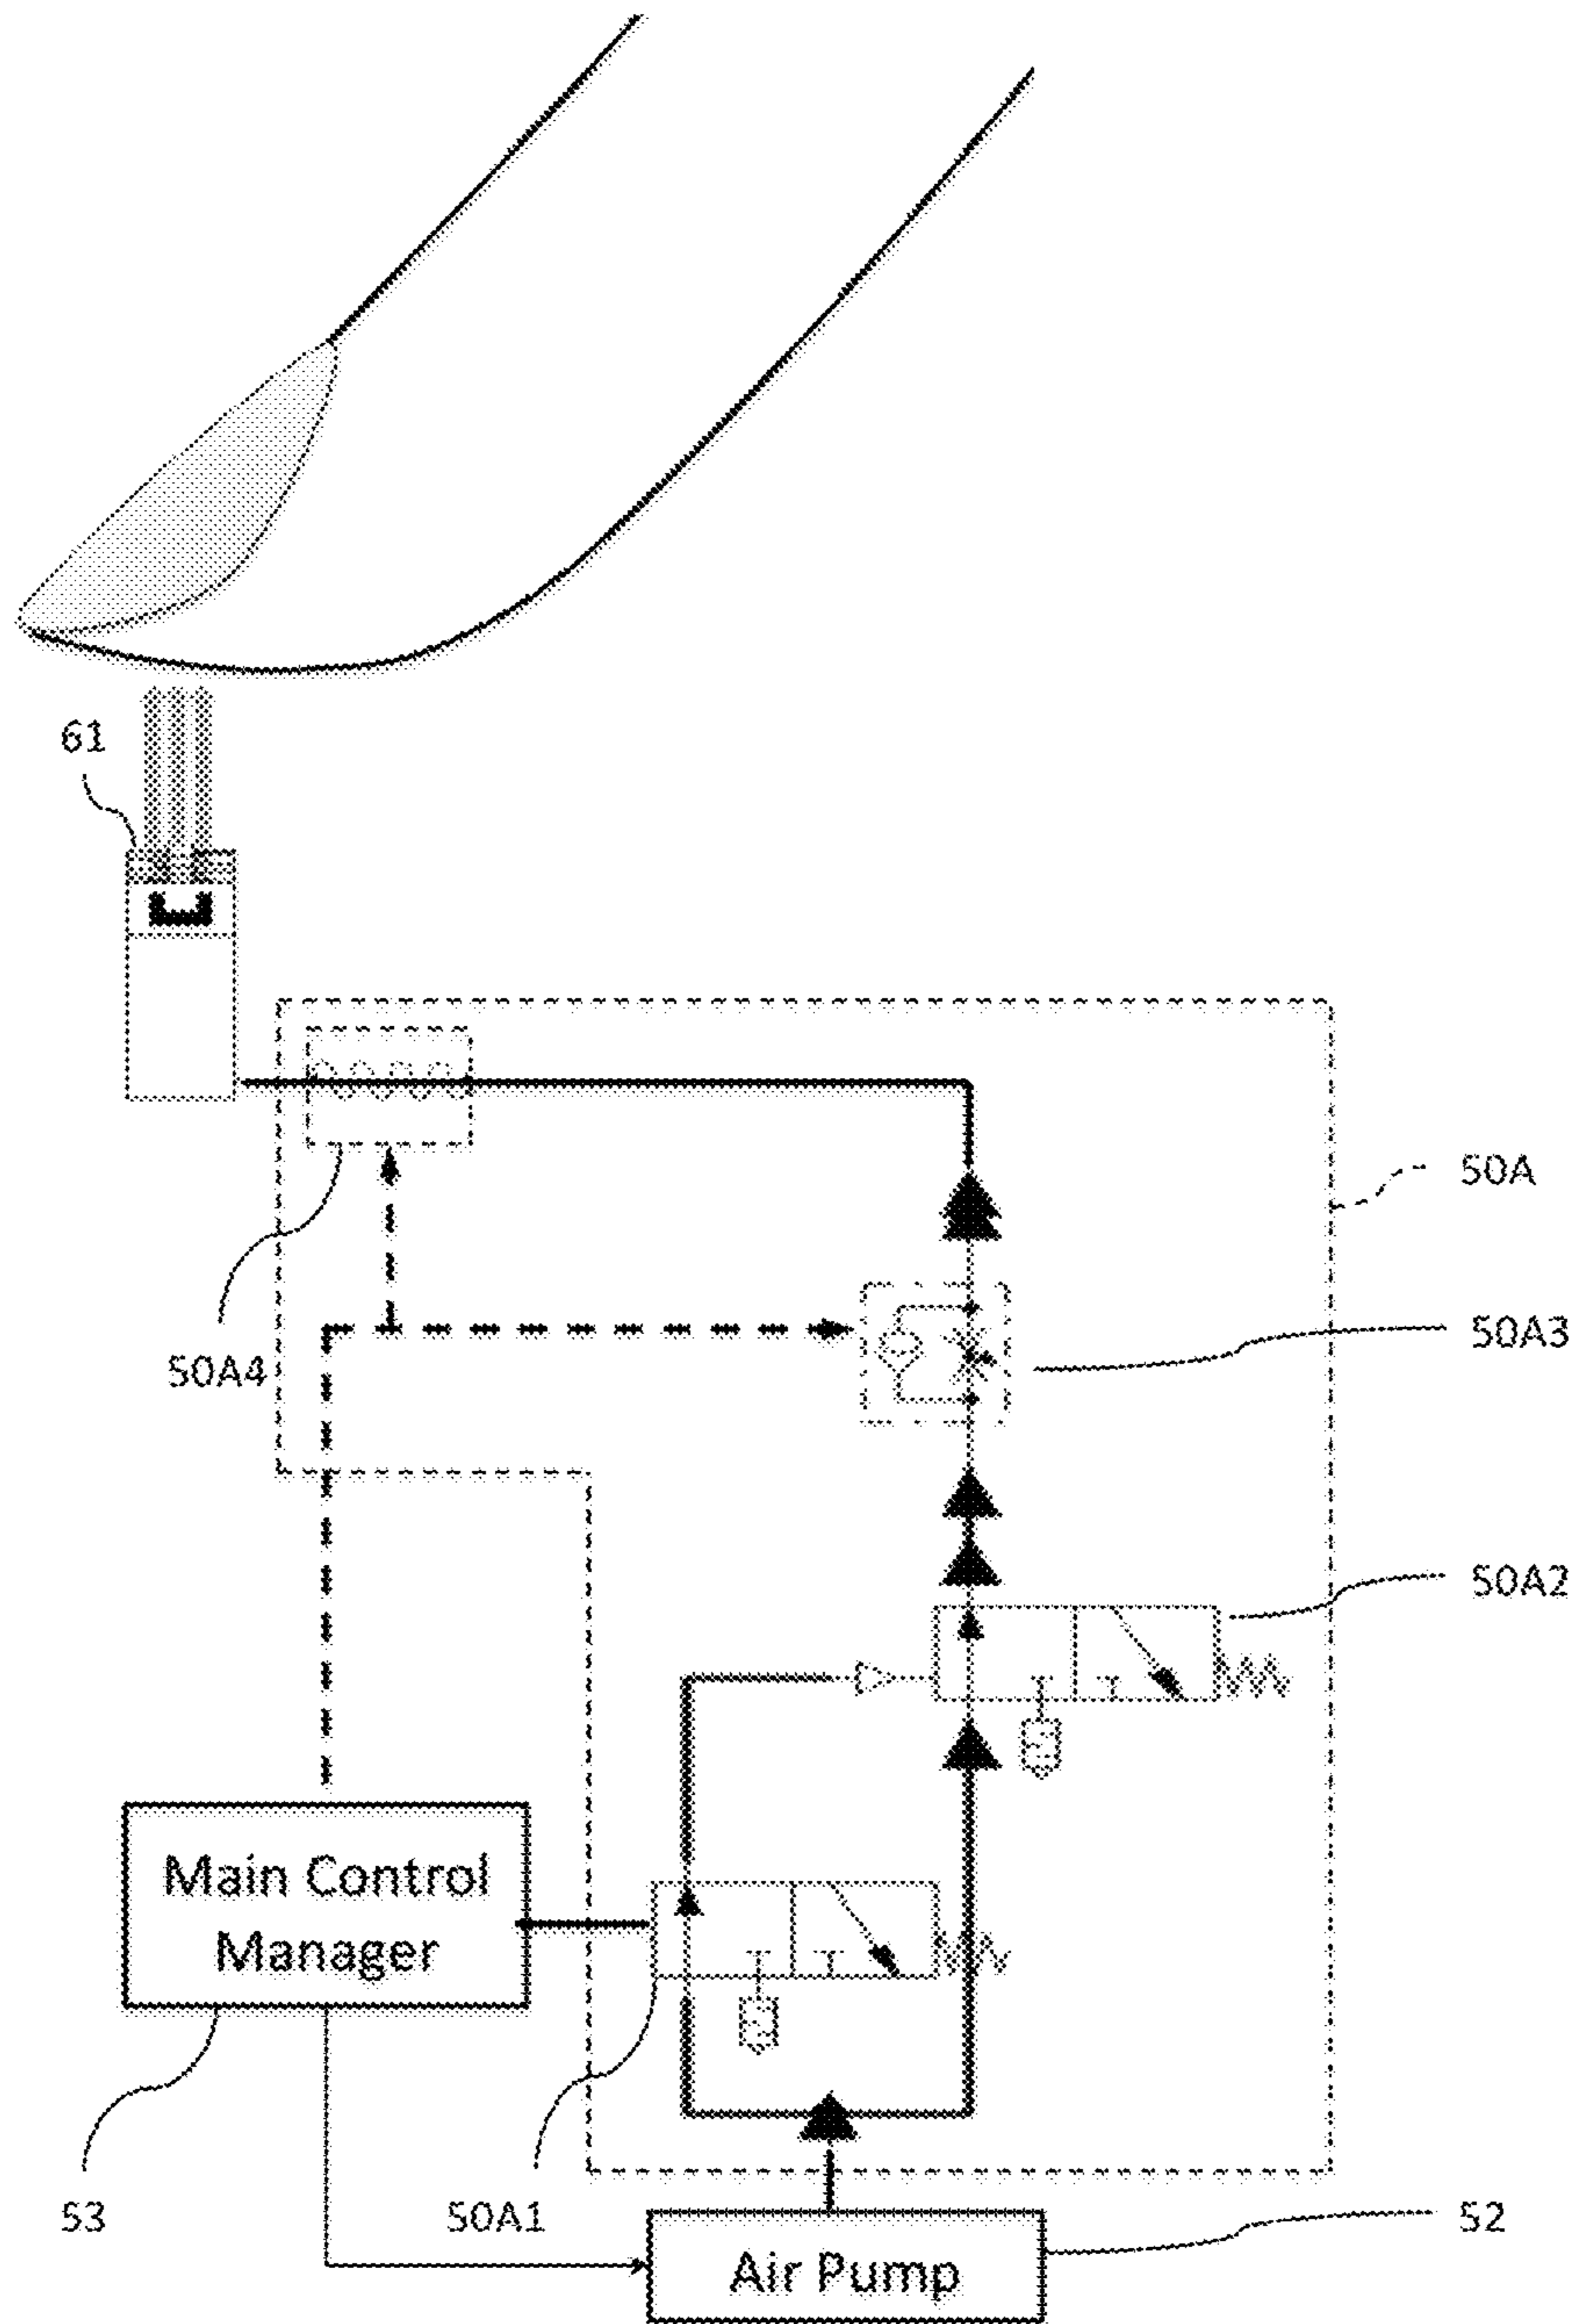 61
50A
50A3
50A4
50A2
Main Control
Manager
53
50A1
52
Air Pump